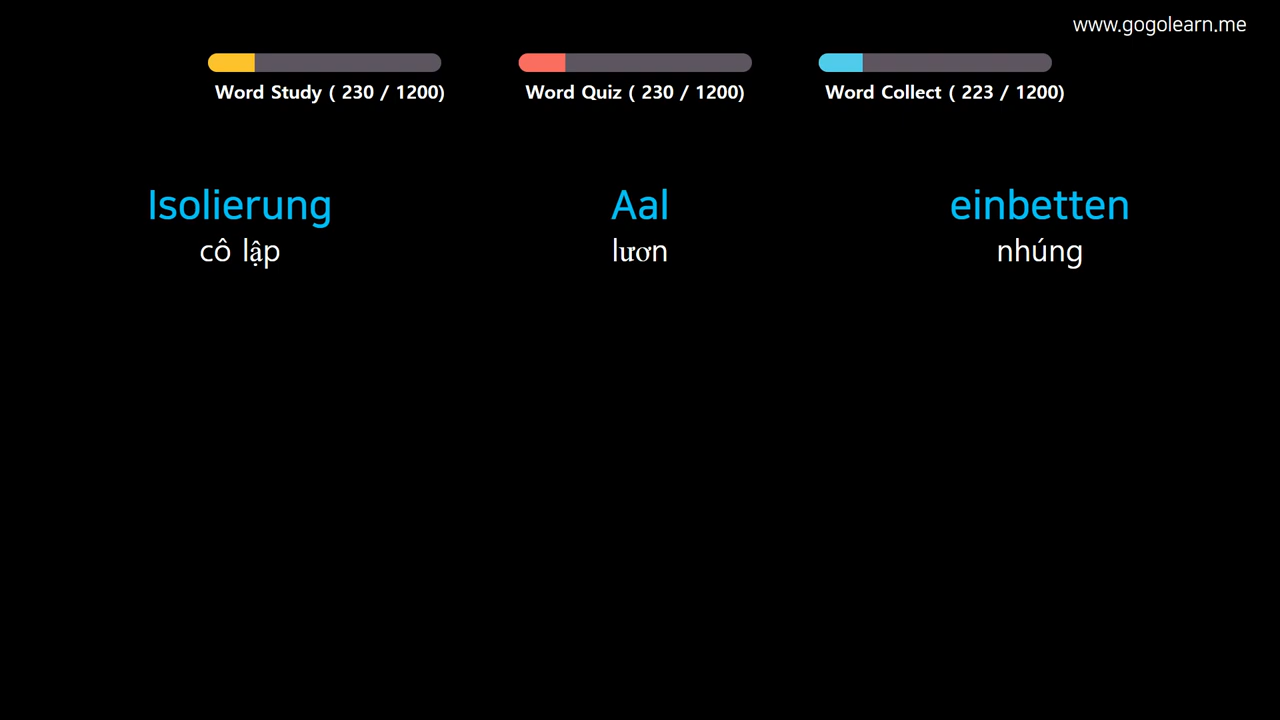 www.gogolearn.me
Word Study ( 230 / 1200)
Word Quiz ( 230 / 1200)
Word Collect ( 223 / 1200)
Isolierung
cô lập
Aal
lươn
einbetten
nhúng